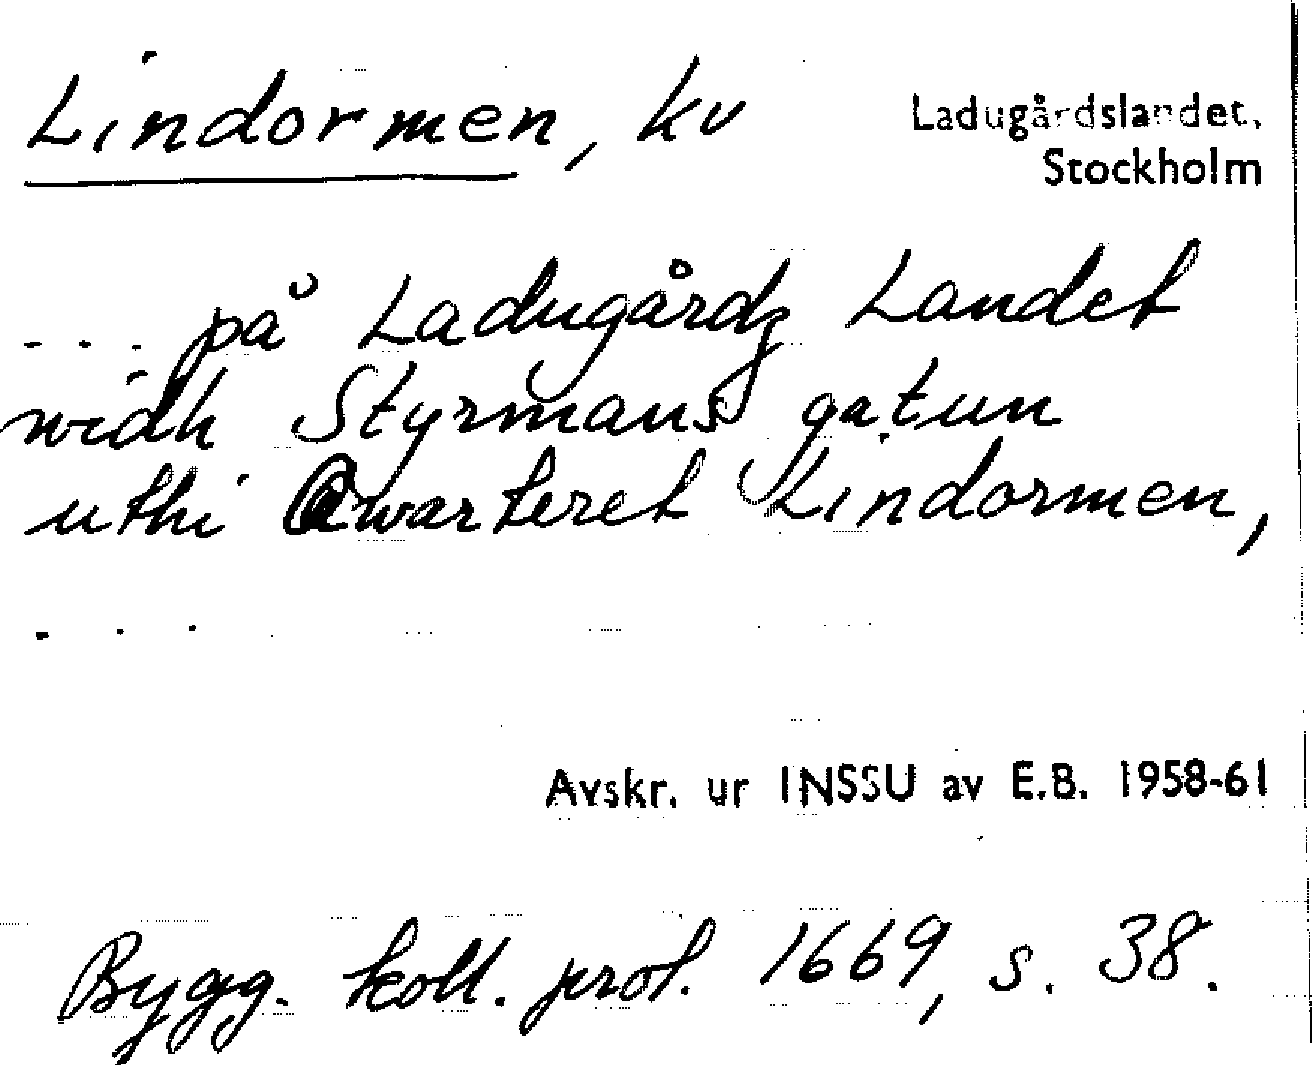 Lindormen, kv
Ladugårdslandet,
Stockholm
... på Ladugårdz Landet
widh Styrmans gatun
uthi Qwarteret Lindormen,
...
Avskr. ur INSSU av E.B. 1958-61
Bygg. koll. prot. 1669, s. 38.